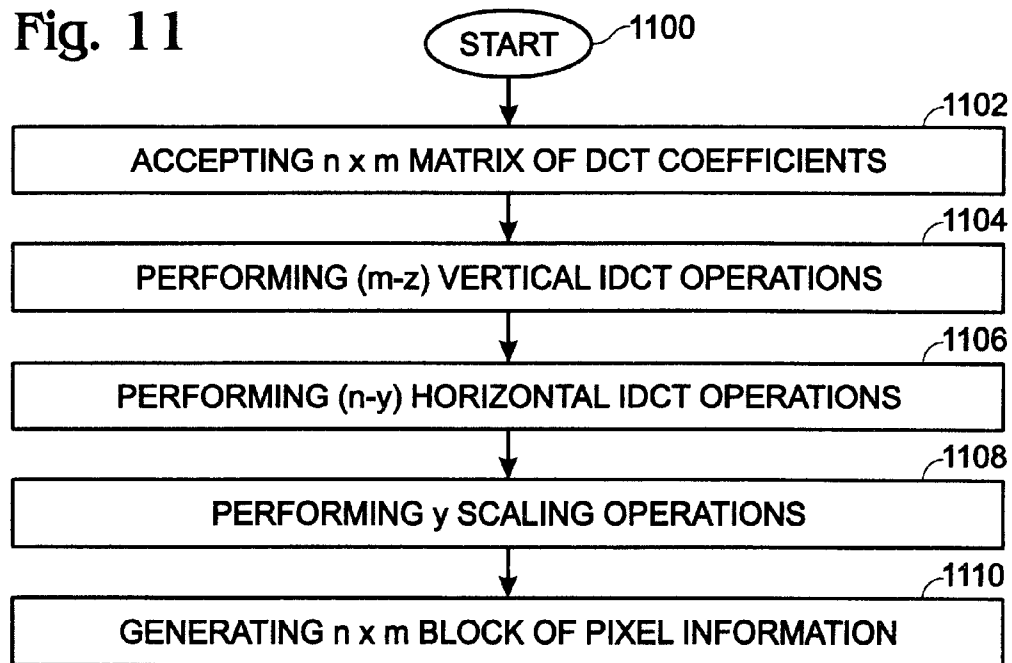 Fig. 11
START
1100
1102
ACCEPTING n x m MATRIX OF DCT COEFFICIENTS
1104
PERFORMING (m-z) VERTICAL IDCT OPERATIONS
1106
PERFORMING (n-y) HORIZONTAL IDCT OPERATIONS
1108
PERFORMING y SCALING OPERATIONS
1110
GENERATING n x m BLOCK OF PIXEL INFORMATION